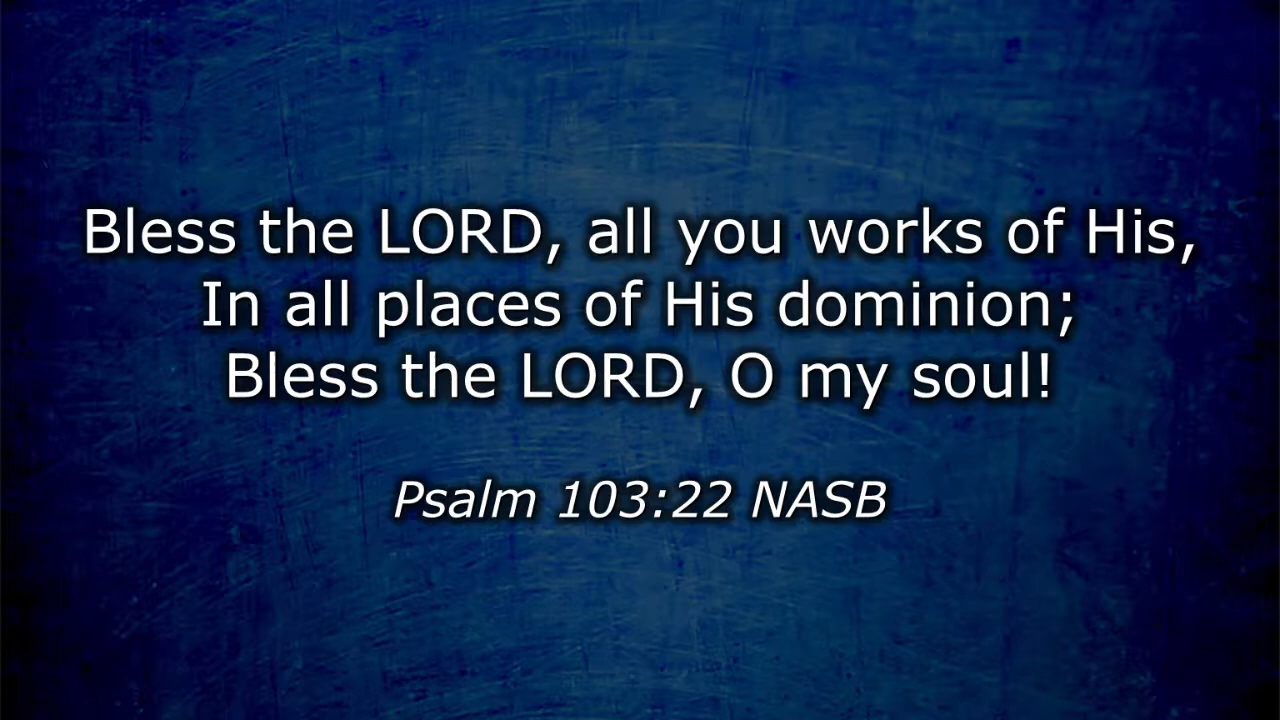 Bless the LORD, all you works of His,
In all places of His dominion;
Bless the LORD, O my soul!
Psalm 103:22 NASB